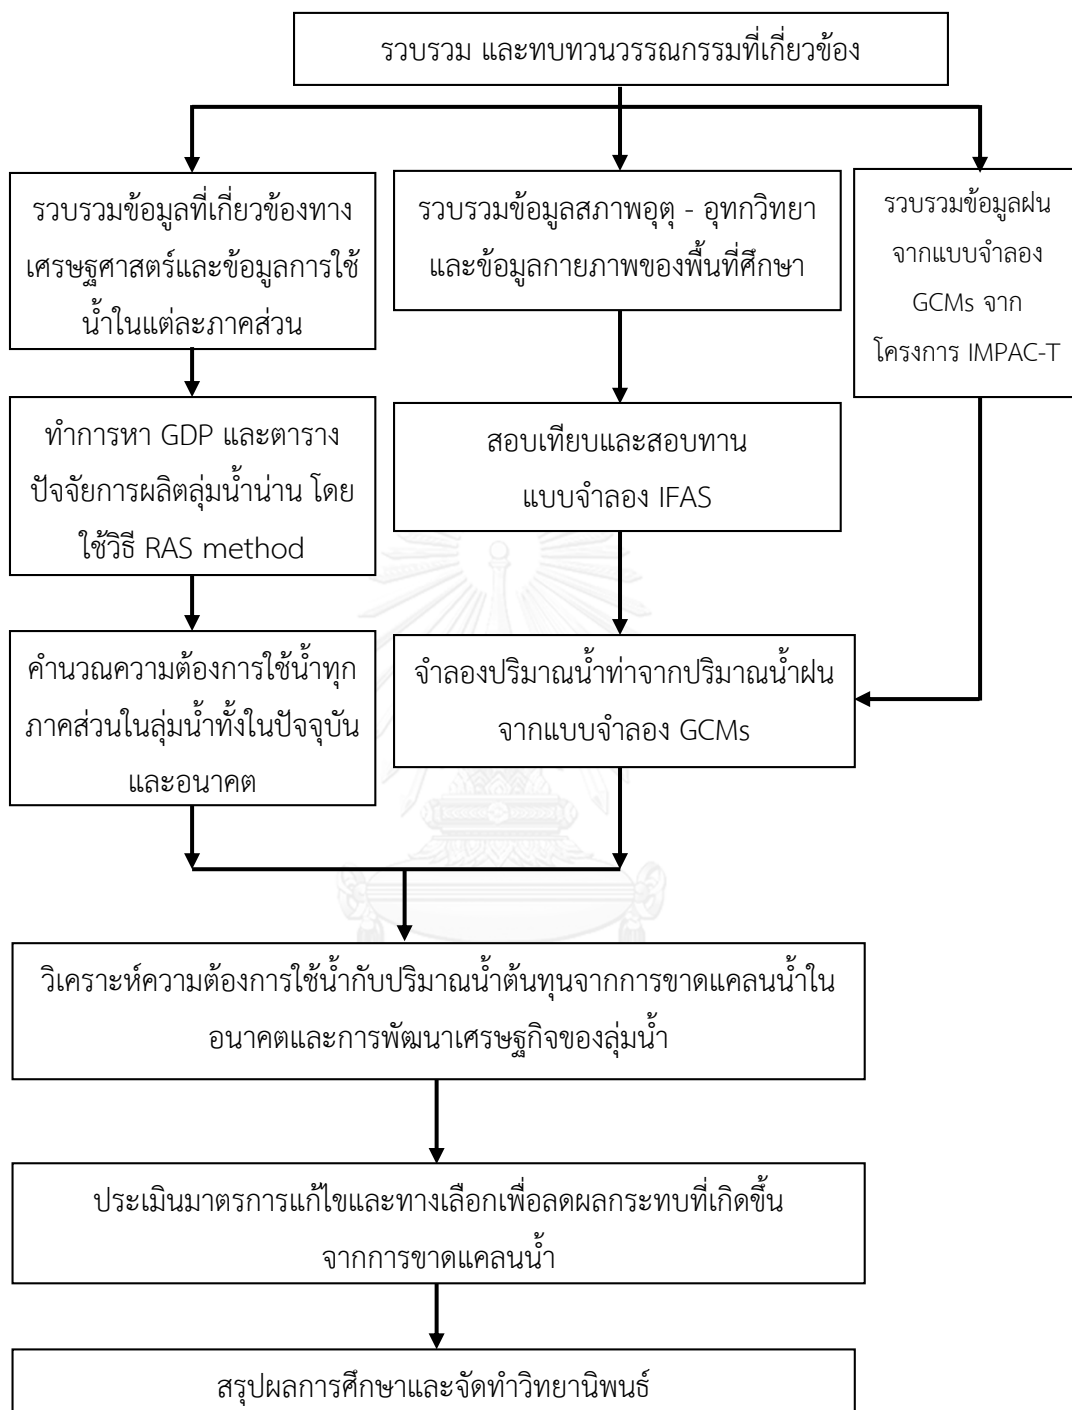 รวบรวม และทบทวนวรรณกรรมที่เกี่ยวข้อง
รวบรวมข้อมูลที่เกี่ยวข้องทาง
เศรษฐศาสตร์และข้อมูลการใช้
น้ำในแต่ละภาคส่วน
รวบรวมข้อมูลสภาพอุตุ - อุทกวิทยา
และข้อมูลกายภาพของพื้นที่ศึกษา
รวบรวมข้อมูลฝน
จากแบบจำลอง
GCMs จาก
โครงการ IMPAC-T
ทำการหา GDP และตาราง
ปัจจัยการผลิตลุ่มน้ำน่าน โดย
ใช้วิธี RAS method
สอบเทียบและสอบทาน
แบบจำลอง IFAS
คำนวณความต้องการใช้น้ำทุก
ภาคส่วนในลุ่มน้ำทั้งในปัจจุบัน
และอนาคต
จำลองปริมาณน้ำท่าจากปริมาณน้ำฝน
จากแบบจำลอง GCMs
วิเคราะห์ความต้องการใช้น้ำกับปริมาณน้ำต้นทุนจากการขาดแคลนน้ำใน
อนาคตและการพัฒนาเศรษฐกิจของลุ่มน้ำ
ประเมินมาตรการแก้ไขและทางเลือกเพื่อลดผลกระทบที่เกิดขึ้น
จากการขาดแคลนน้ำ
สรุปผลการศึกษาและจัดทำวิทยานิพนธ์